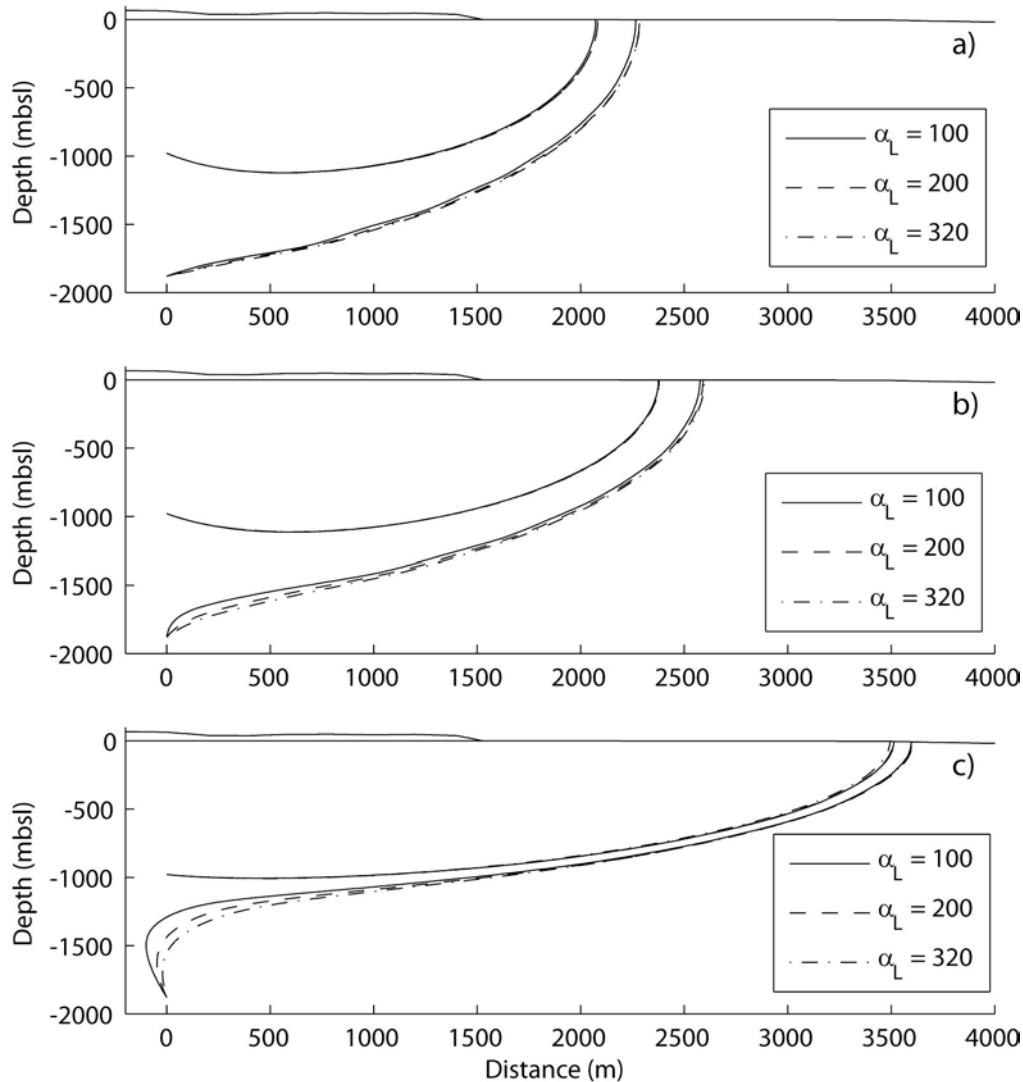 a)
Depth (mbsl)
0
-500
-1000
-1500
-2000
α_L = 100
α_L = 200
α_L = 320
0 500 1000 1500 2000 2500 3000 3500 4000
b)
Depth (mbsl)
0
-500
-1000
-1500
-2000
α_L = 100
α_L = 200
α_L = 320
0 500 1000 1500 2000 2500 3000 3500 4000
c)
Depth (mbsl)
0
-500
-1000
-1500
-2000
α_L = 100
α_L = 200
α_L = 320
0 500 1000 1500 2000 2500 3000 3500 4000
Distance (m)